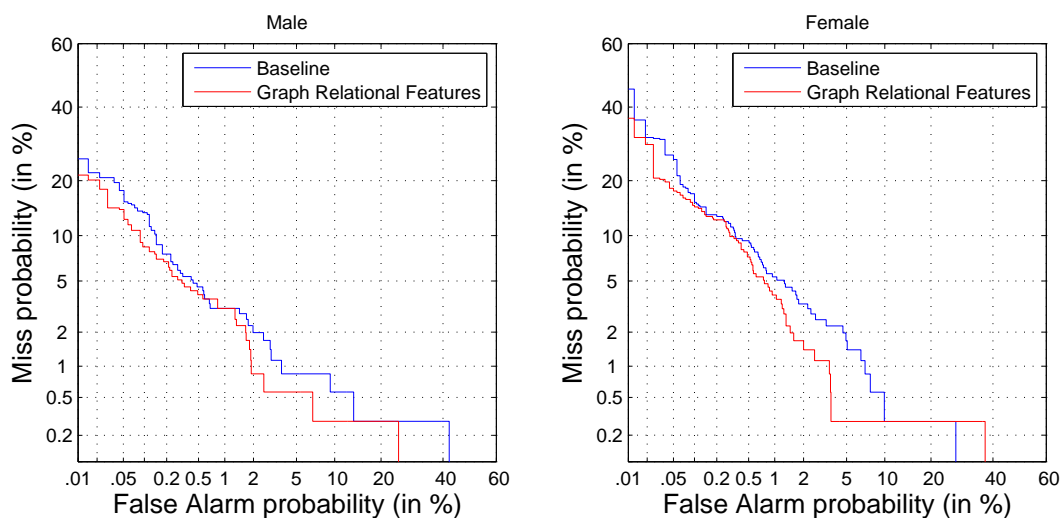 Male
60
40
20
10
5
2
1
0.5
0.2
Miss probability (in %)
Baseline
Graph Relational Features
.01 .05 0.2 0.5 1 2 5 10 20 40 60
False Alarm probability (in %)
Female
60
40
20
10
5
2
1
0.5
0.2
Miss probability (in %)
Baseline
Graph Relational Features
.01 .05 0.2 0.5 1 2 5 10 20 40 60
False Alarm probability (in %)